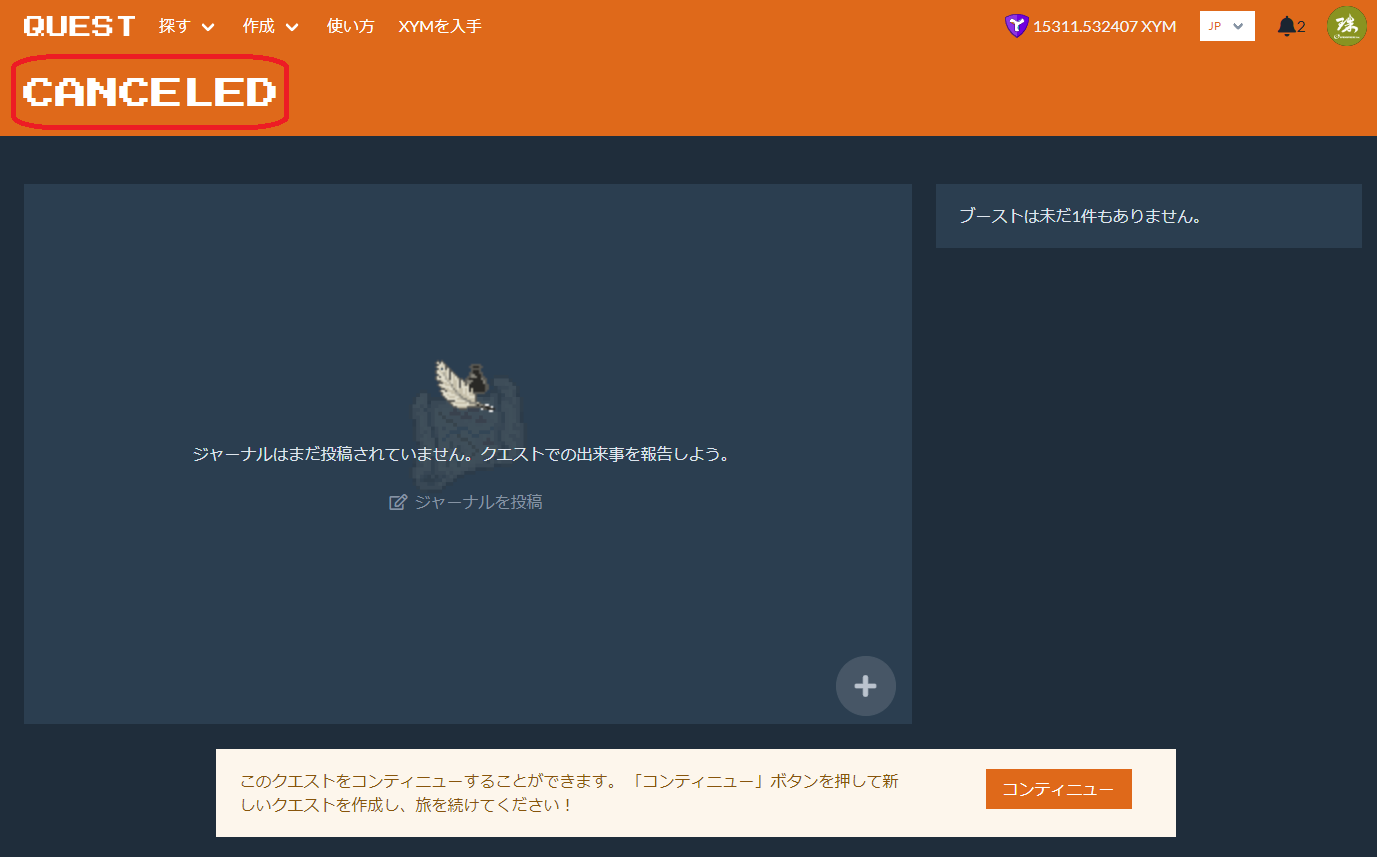 QUEST 探す 作成 使い方 XYMを入手 15311.532407 XYM JP 2
CANCELED
ブーストは未だ1件もありません。
ジャーナルはまだ投稿されていません。クエストでの出来事を報告しよう。
ジャーナルを投稿
このクエストをコンティニューすることができます。 「コンティニュー」ボタンを押して新
しいクエストを作成し、旅を続けてください！
コンティニュー